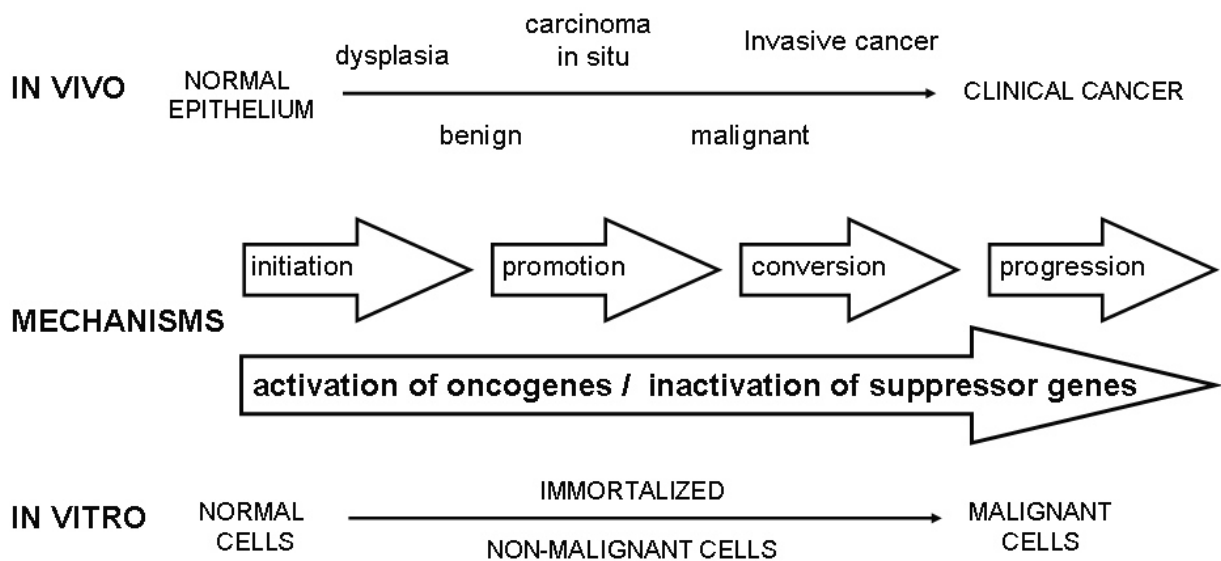 carcinoma
in situ
Invasive cancer
dysplasia
IN VIVO
NORMAL
EPITHELIUM
CLINICAL CANCER
benign
malignant
initiation
promotion
conversion
progression
MECHANISMS
activation of oncogenes / inactivation of suppressor genes
IN VITRO
NORMAL
CELLS
IMMORTALIZED
NON-MALIGNANT CELLS
MALIGNANT
CELLS